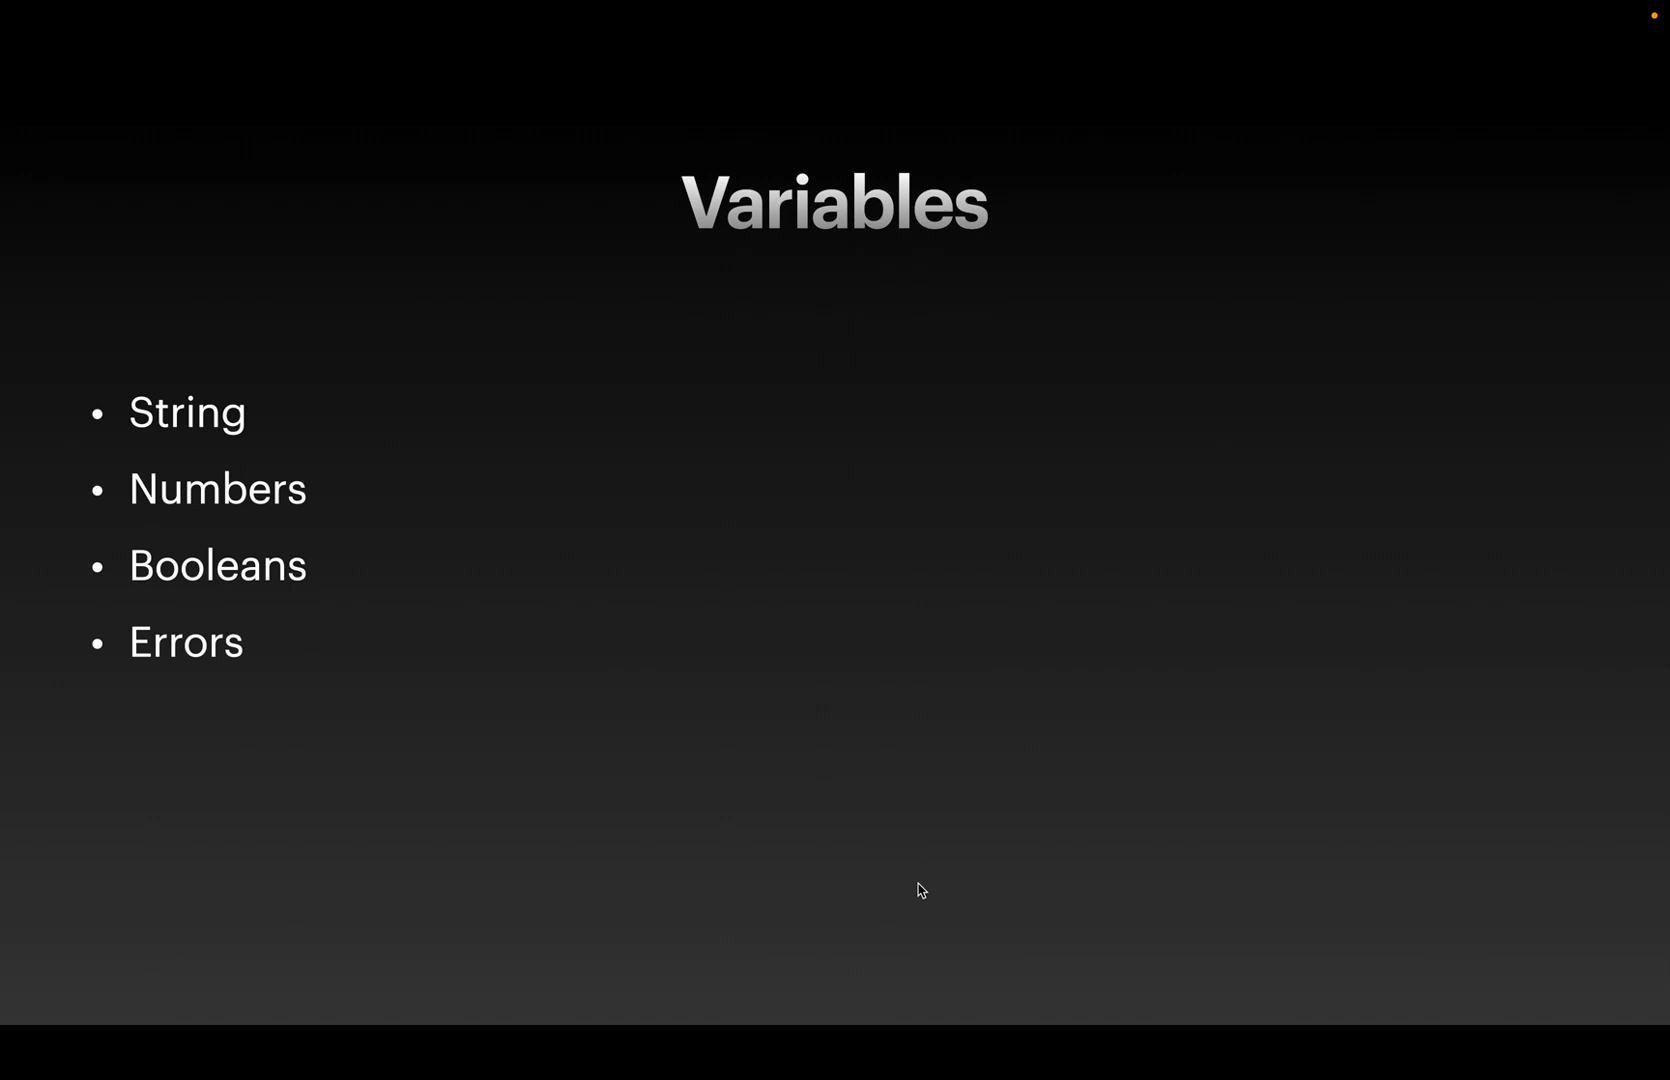 Variables
• String
• Numbers
• Booleans
• Errors